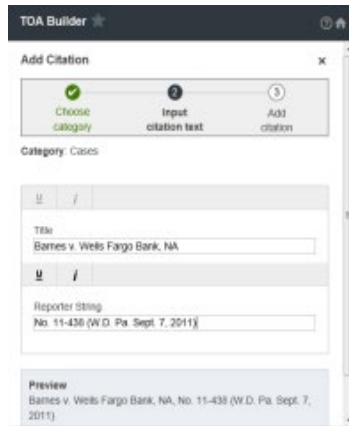 TOA Builder
Add Citation x
2 3
Choose category
Input citation text
Add citation
Category: Cases
U I
Title
Barnes v. Wells Fargo Bank, NA
U I
Reporter String
No. 11-438 (W.D. Pa. Sept. 7, 2011)
Preview
Barnes v. Wells Fargo Bank, NA, No. 11-438 (W.D. Pa. Sept. 7,
2011)